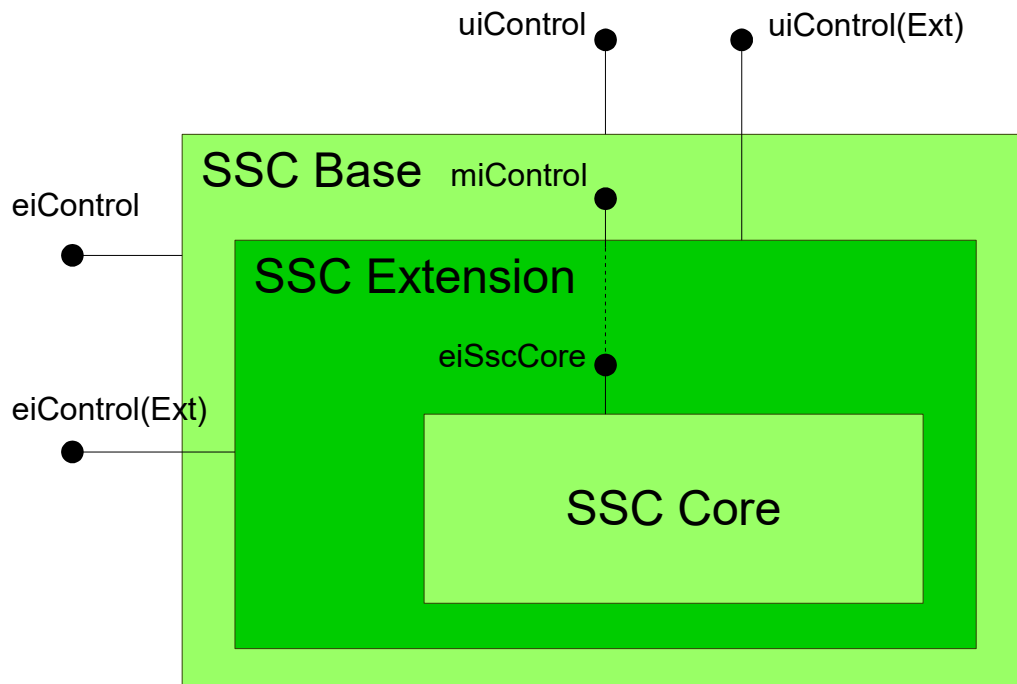 uiControl
uiControl(Ext)
SSC Base
miControl
eiControl
SSC Extension
eiSscCore
eiControl(Ext)
SSC Core